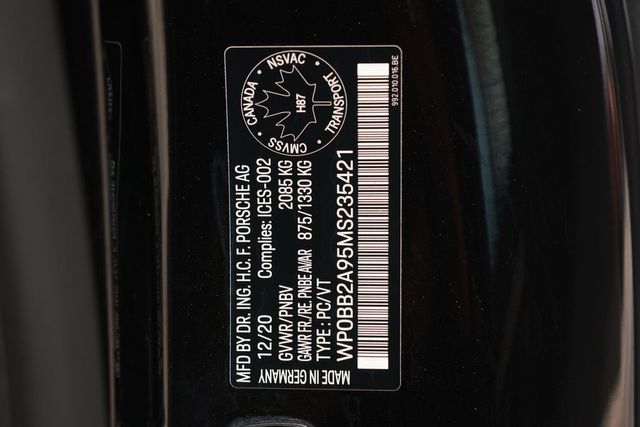 MFD BY DR. ING. H.C. F. PORSCHE AG
12/20 Complies: ICES-002
GVWR/PNBV 2085 KG
GAWR FR./RE. PNBE AVAR 875/1330 KG
TYPE : PC/VT
WP0BB2A95MS235421
MADE IN GERMANY
CANADA
NSVAC
TRANSPORT
CMVSS
H87
992.010.016.BE